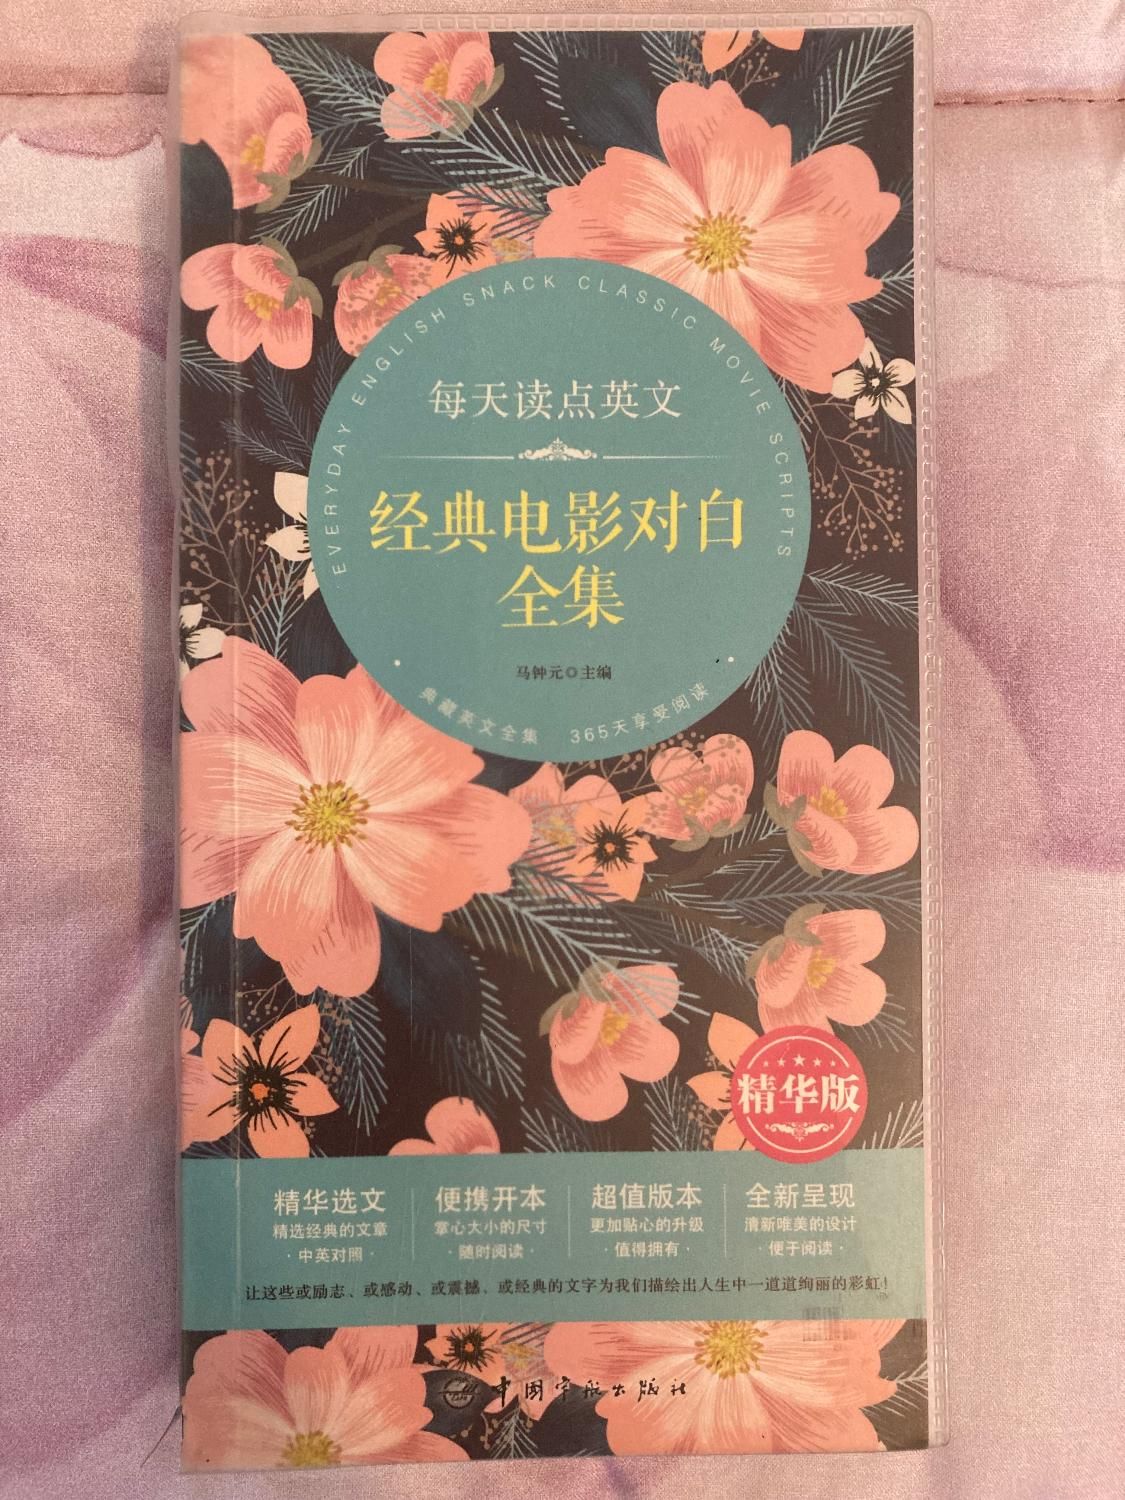 EVERYDAY ENGLISH SNACK CLASSIC MOVIE SCRIPTS
每天读点英文
经典电影对白
全集
马钟元◎主编
典藏英文全集 365天享受阅读
精华版
精华选文
精选经典的文章
·中英对照·
便携开本
掌心大小的尺寸
·随时阅读·
超值版本
更加贴心的升级
·值得拥有·
全新呈现
清新唯美的设计
·便于阅读·
让这些或励志、或感动、或震撼、或经典的文字为我们描绘出人生中一道道绚丽的彩虹!
中国宇航出版社